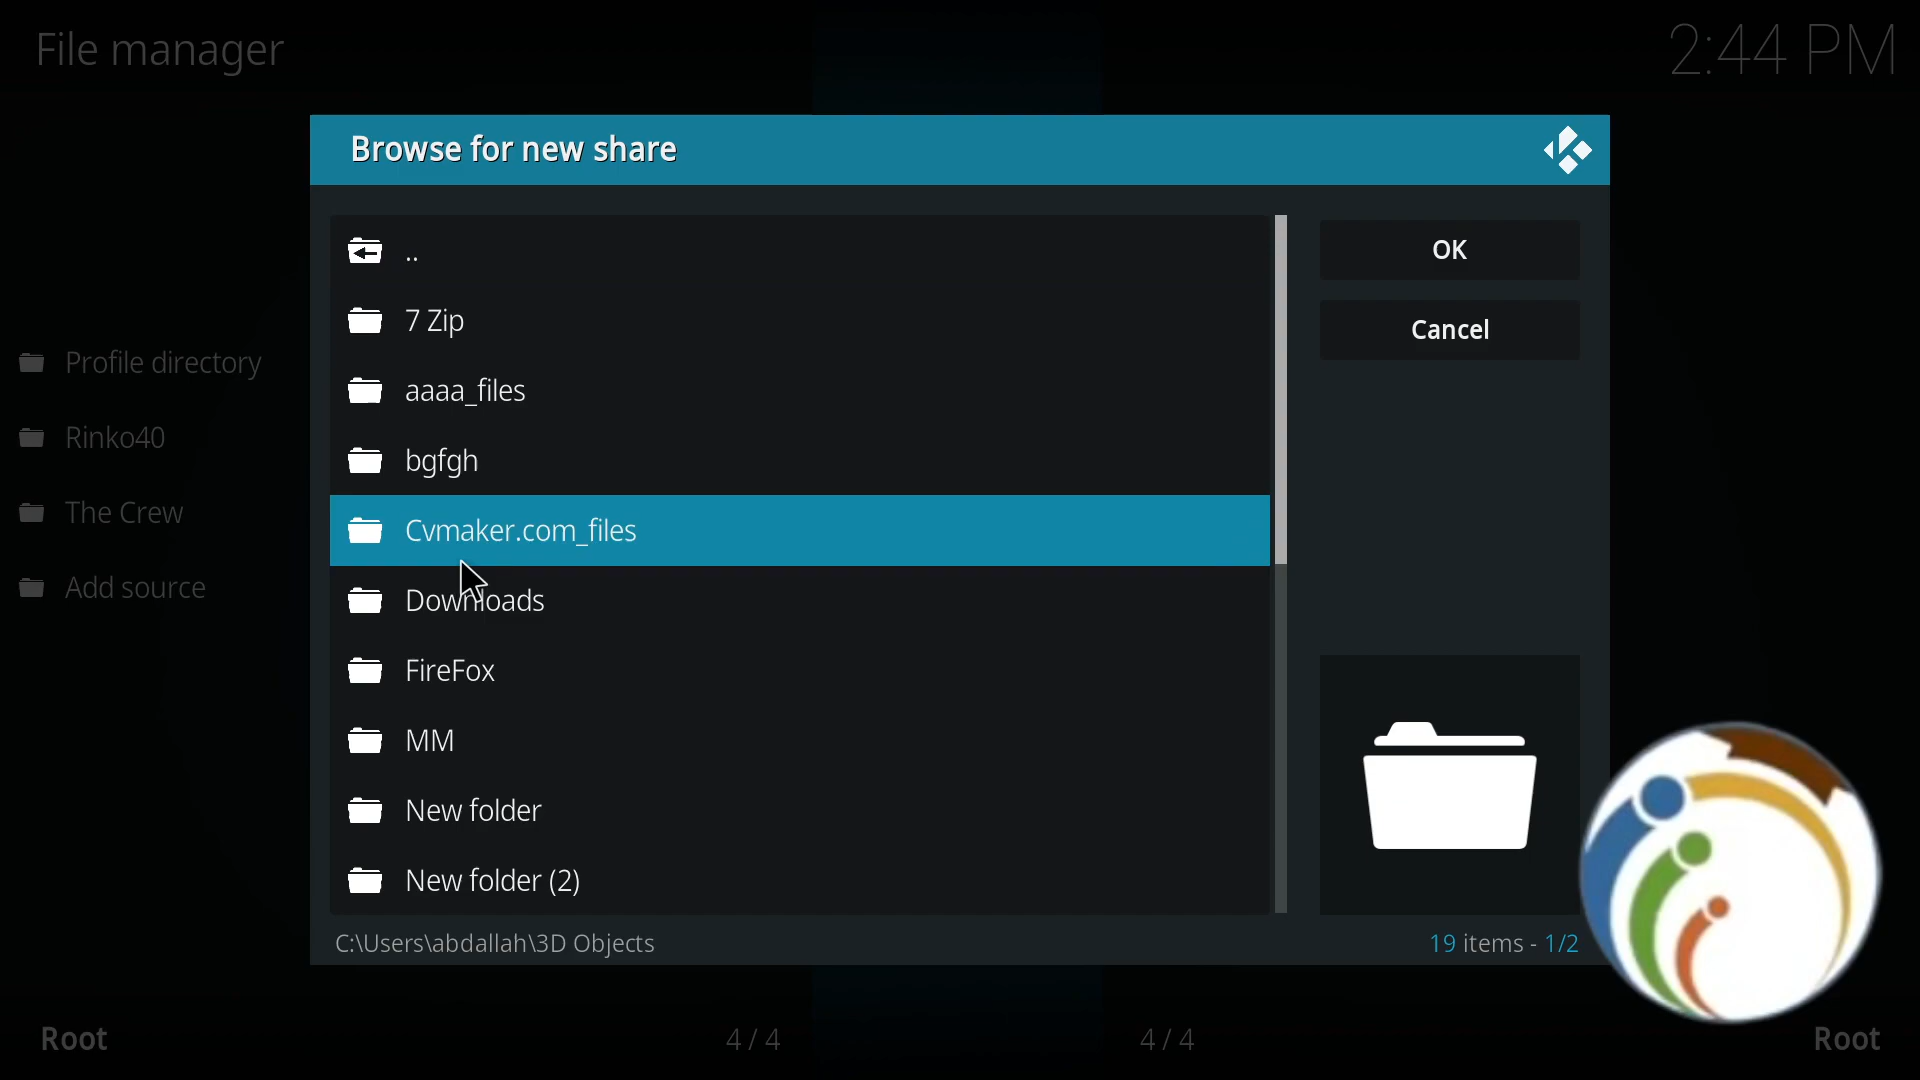 File manager
2:44 PM
Browse for new share
..
7 Zip
aaaa_files
bgfgh
Cvmaker.com_files
Downloads
FireFox
MM
New folder
New folder (2)
OK
Cancel
Profile directory
Rinko40
The Crew
Add source
C:\Users\abdallah\3D Objects
19 items - 1/2
Root
4 / 4
4 / 4
Root